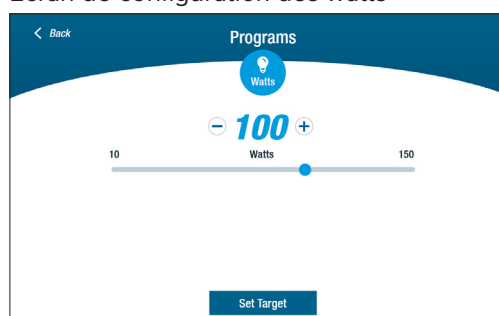 Écran de configuration des watts
< Back
Programs
Watts
- 100 +
10 Watts 150
Set Target